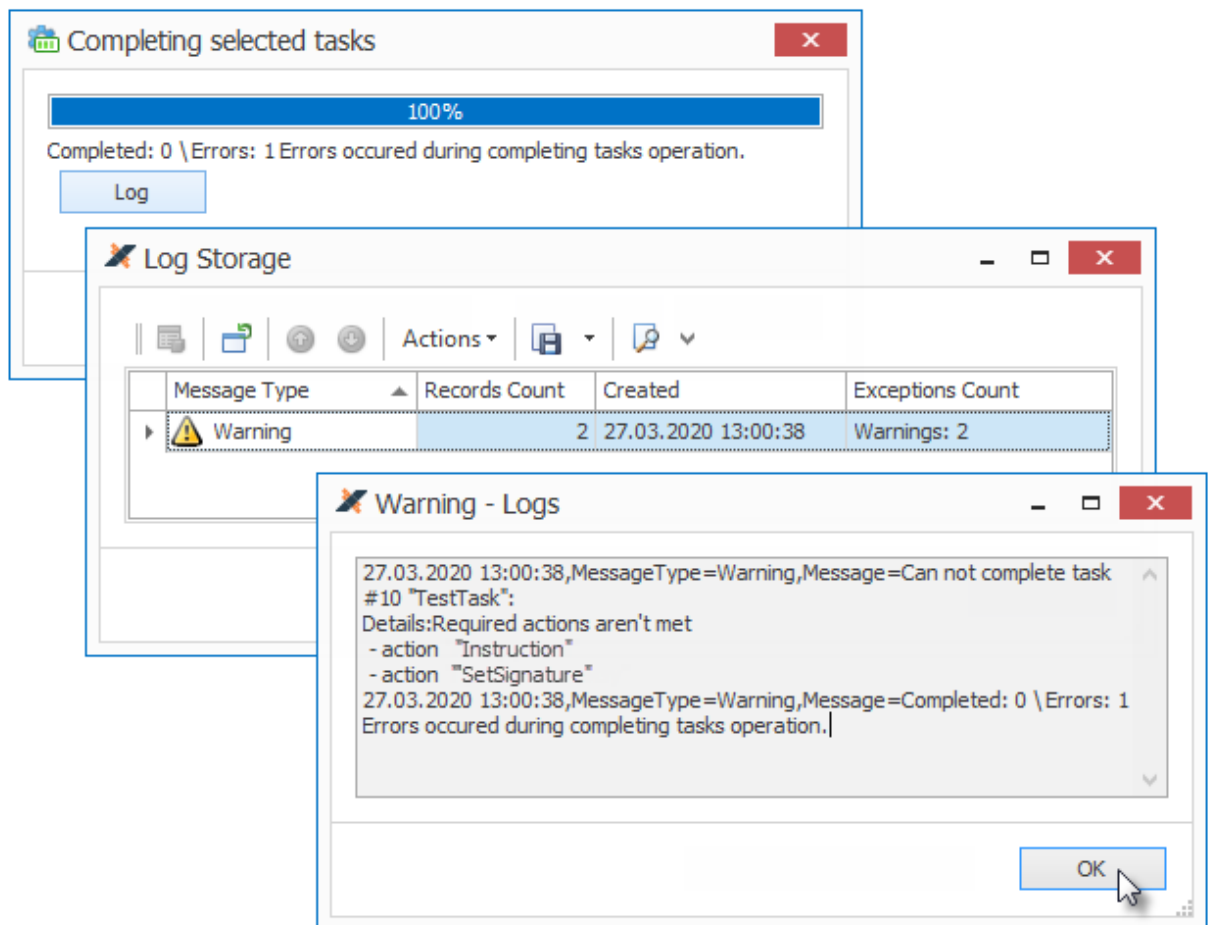 Completing selected tasks
100%
Completed: 0 \ Errors: 1 Errors occured during completing tasks operation.
Log
Log Storage
Actions
Message Type Records Count Created Exceptions Count
Warning 2 27.03.2020 13:00:38 Warnings: 2
Warning - Logs
27.03.2020 13:00:38,MessageType=Warning,Message=Can not complete task
#10 "TestTask":
Details:Required actions aren't met
- action "Instruction"
- action "SetSignature"
27.03.2020 13:00:38,MessageType=Warning,Message=Completed: 0 \ Errors: 1
Errors occured during completing tasks operation.
OK